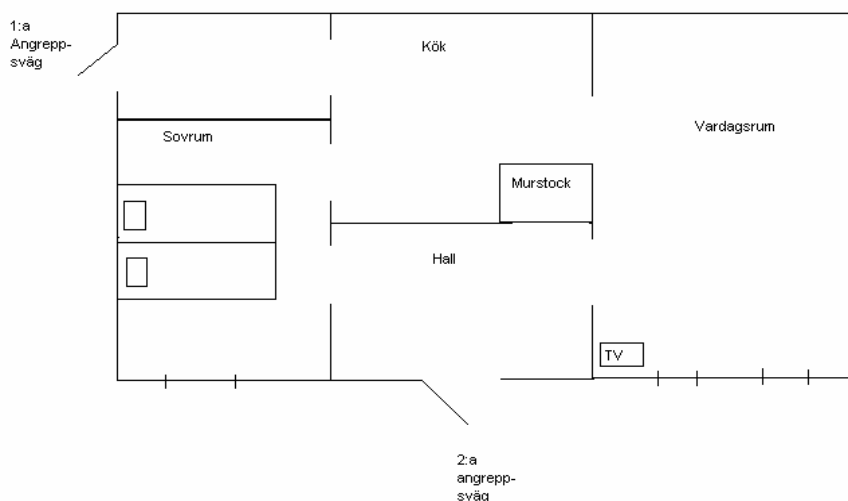 1:a
Angrepp-
sväg
Kök
Vardagsrum
Sovrum
Murstock
Hall
TV
2:a
angrepp-
sväg